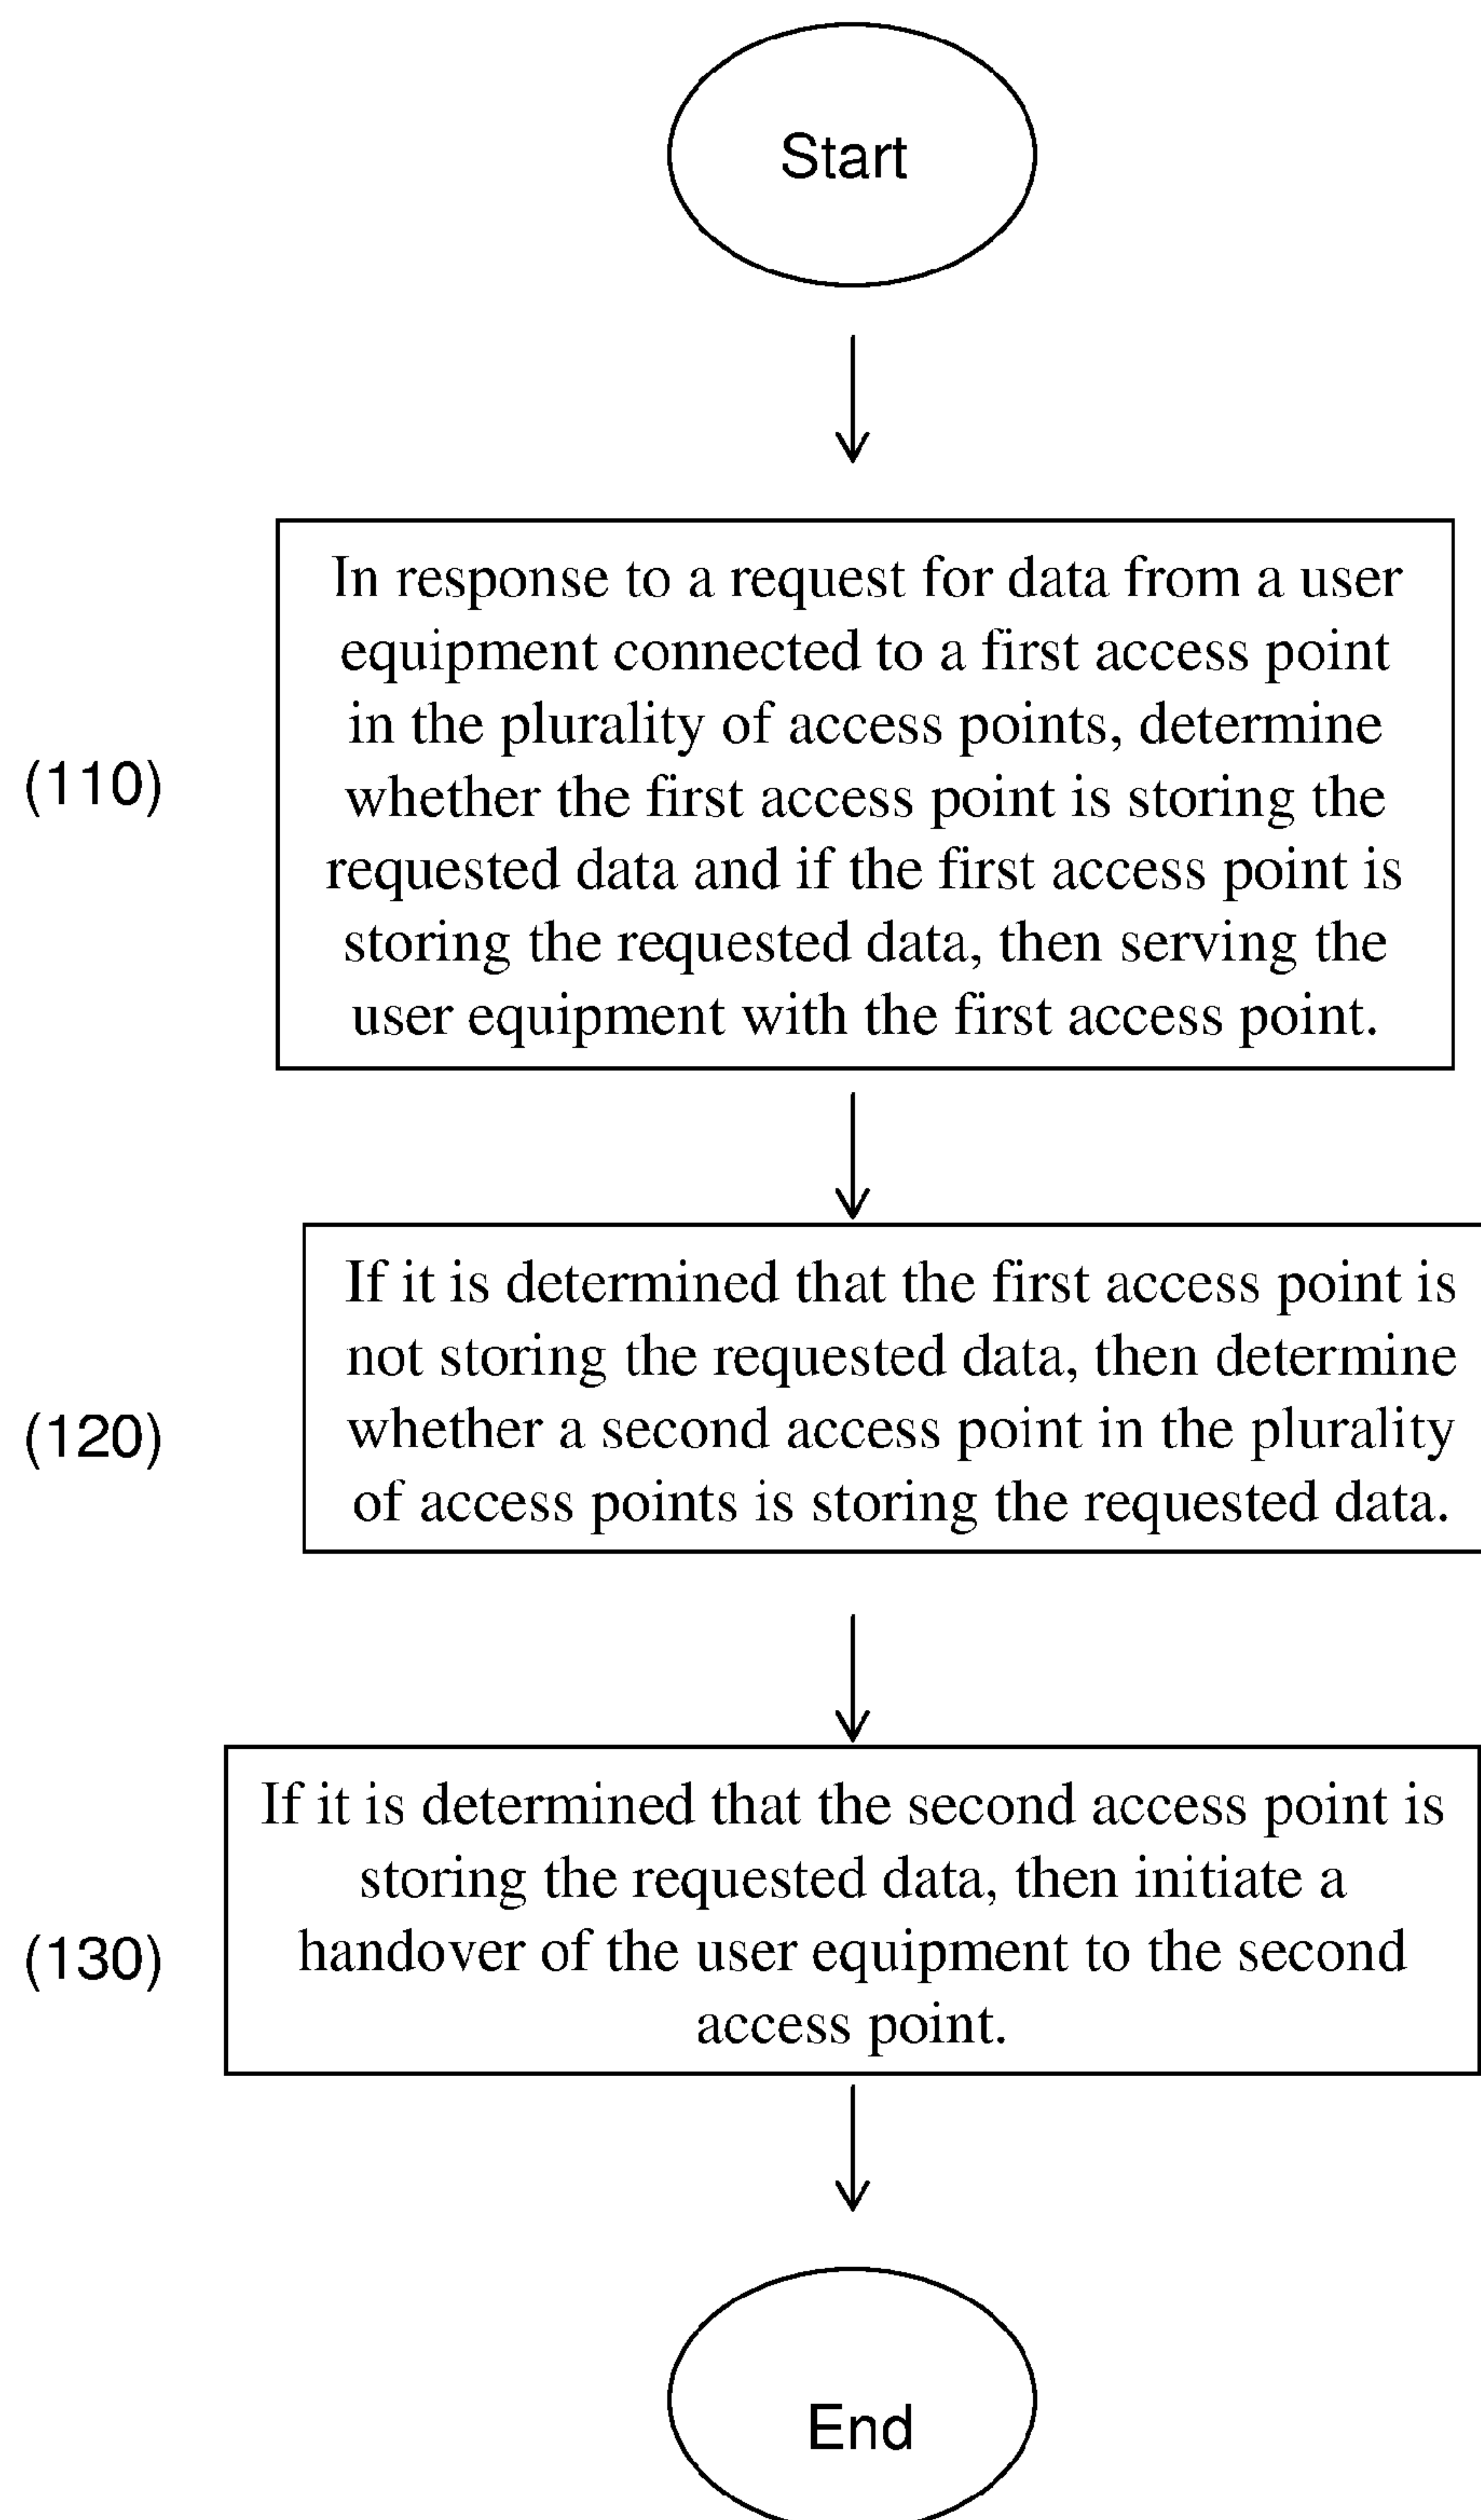 Start
In response to a request for data from a user
equipment connected to a first access point
in the plurality of access points, determine
whether the first access point is storing the
requested data and if the first access point is
storing the requested data, then serving the
user equipment with the first access point.
(110)
If it is determined that the first access point is
not storing the requested data, then determine
whether a second access point in the plurality
of access points is storing the requested data.
(120)
If it is determined that the second access point is
storing the requested data, then initiate a
handover of the user equipment to the second
access point.
(130)
End